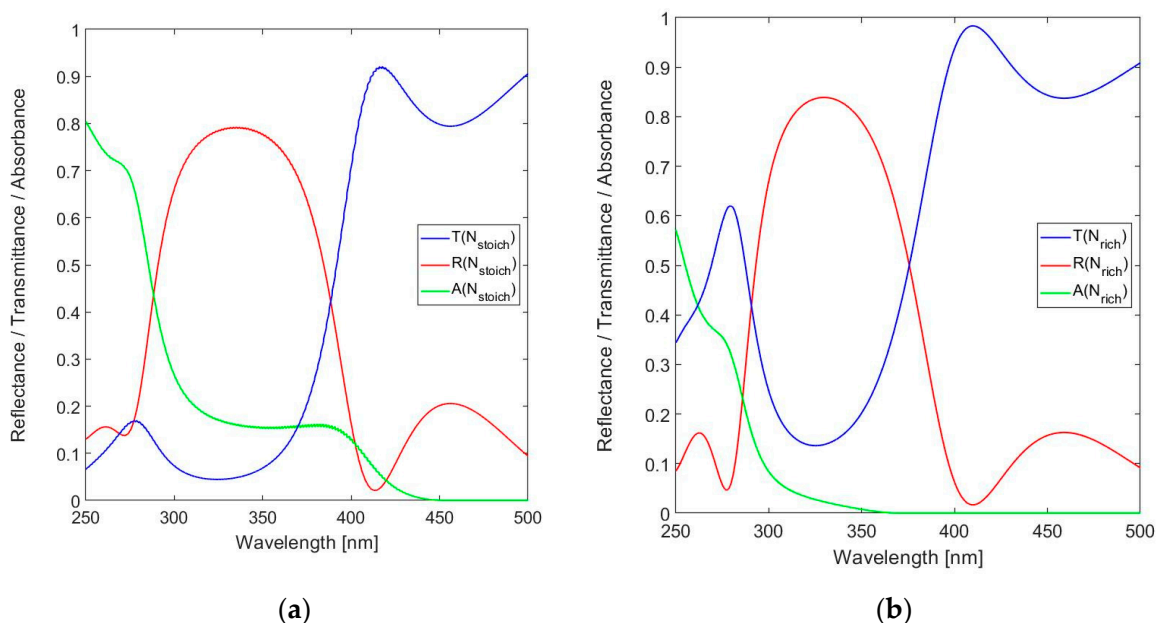 1
0.9
0.8
0.7
0.6
0.5
0.4
0.3
0.2
0.1
0
250
300
350
400
450
500
Reflectance / Transmittance / Absorbance
Wavelength [nm]
T(N_stoich)
R(N_stoich)
A(N_stoich)
(a)
1
0.9
0.8
0.7
0.6
0.5
0.4
0.3
0.2
0.1
0
250
300
350
400
450
500
Reflectance / Transmittance / Absorbance
Wavelength [nm]
T(N_rich)
R(N_rich)
A(N_rich)
(b)